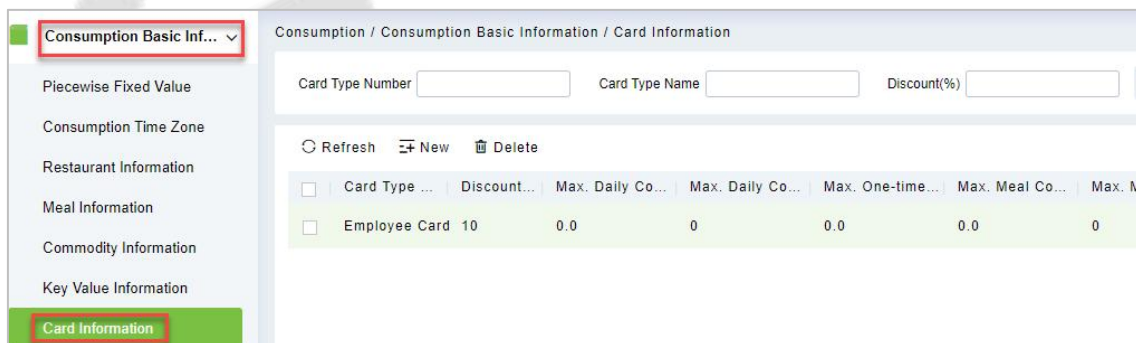 Consumption Basic Inf...
Piecewise Fixed Value
Consumption Time Zone
Restaurant Information
Meal Information
Commodity Information
Key Value Information
Card Information
Consumption / Consumption Basic Information / Card Information
Card Type Number Card Type Name Discount(%)
Refresh New Delete
Card Type ... Discount... Max. Daily Co... Max. Daily Co... Max. One-time... Max. Meal Co... Max.
Employee Card 10 0.0 0 0.0 0.0 0